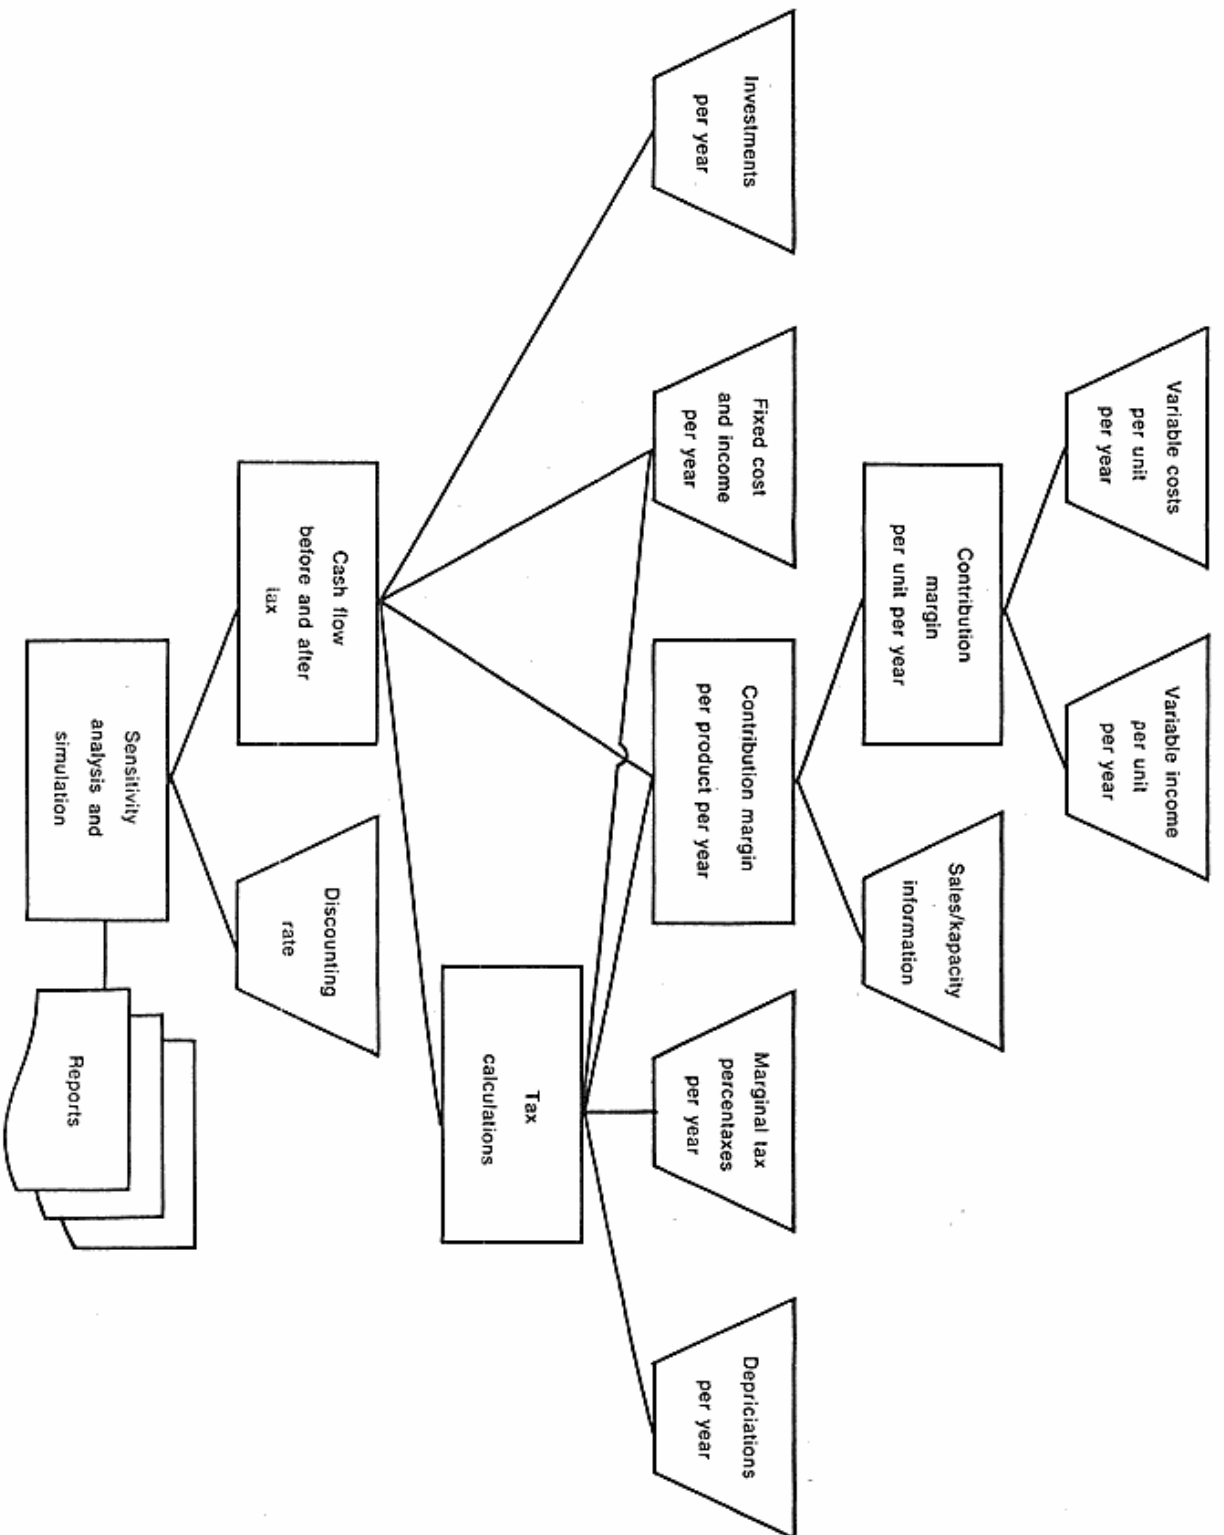 Variable costs
per unit
per year
Variable income
per unit
per year
Contribution
margin
per unit per year
Sales/kapacity
information
Investments
per year
Fixed cost
and income
per year
Contribution margin
per product per year
Marginal tax
percentaxes
per year
Depriciations
per year
Tax
calculations
Cash flow
before and after
tax
Discounting
rate
Sensitivity
analysis and
simulation
Reports